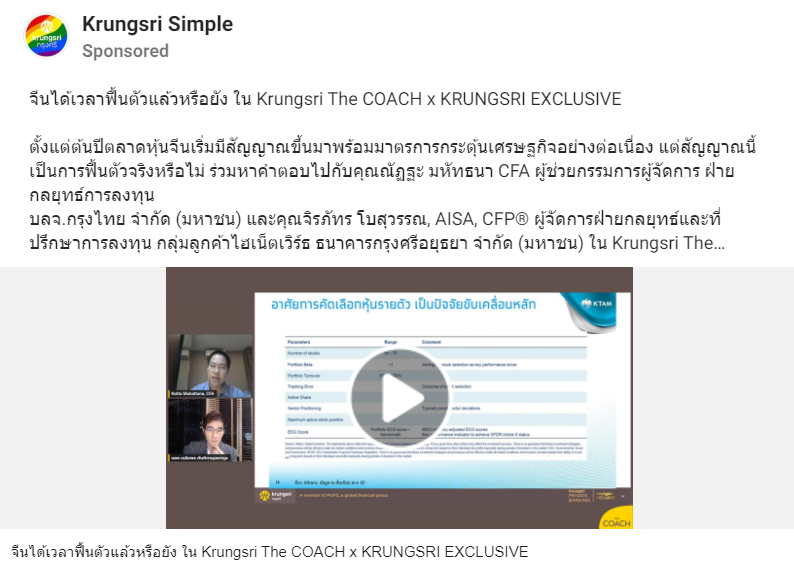 Krungsri Simple
krungsri
กรุงศรี
Sponsored
จีนได้เวลาฟื้นตัวแล้วหรือยัง ใน Krungsri The COACH x KRUNGSRI EXCLUSIVE
ตั้งแต่ต้นปีตลาดหุ้นจีนเริ่มมีสัญญาณขึ้นมาพร้อมมาตรการกระตุ้นเศรษฐกิจอย่างต่อเนื่อง แต่สัญญาณนี้
เป็นการฟื้นตัวจริงหรือไม่ ร่วมหาคำตอบไปกับคุณณัฏฐะ มหัทธนา CFA ผู้ช่วยกรรมการผู้จัดการ ฝ่าย
กลยุทธ์การลงทุน
บลจ.กรุงไทย จำกัด (มหาชน) และคุณจิรภัทร โบสุวรรณ, AISA, CFP® ผู้จัดการฝ่ายกลยุทธ์และที่
ปรึกษาการลงทุน กลุ่มลูกค้าไฮเน็ตเวิร์ธ ธนาคารกรุงศรีอยุธยา จำกัด (มหาชน) ใน Krungsri The...
อาศัยการคัดเลือกหุ้นรายตัว เป็นปัจจัยขับเคลื่อนหลัก
KTAM
Parameters Range Comment
Number of stocks
Portfolio Beta
Portfolio Turnover
Tracking Error
Active Share
Sector Positioning
Maximum active stock position
ESG Score
Natta Mahattana, CFA
krungsri
กรุงศรี
A member of MUFG, a global financial group
COACH
จีนได้เวลาฟื้นตัวแล้วหรือยัง ใน Krungsri The COACH x KRUNGSRI EXCLUSIVE